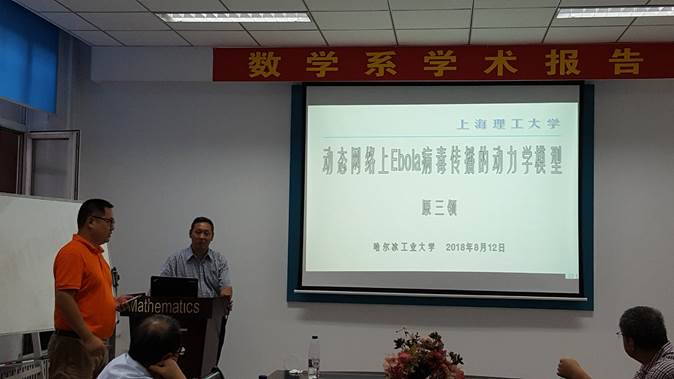 数学系学术报告
上海理工大学
动态网络上Ebola病毒传播的动力学模型
原三领
哈尔滨工业大学 2018年8月12日
Mathematics